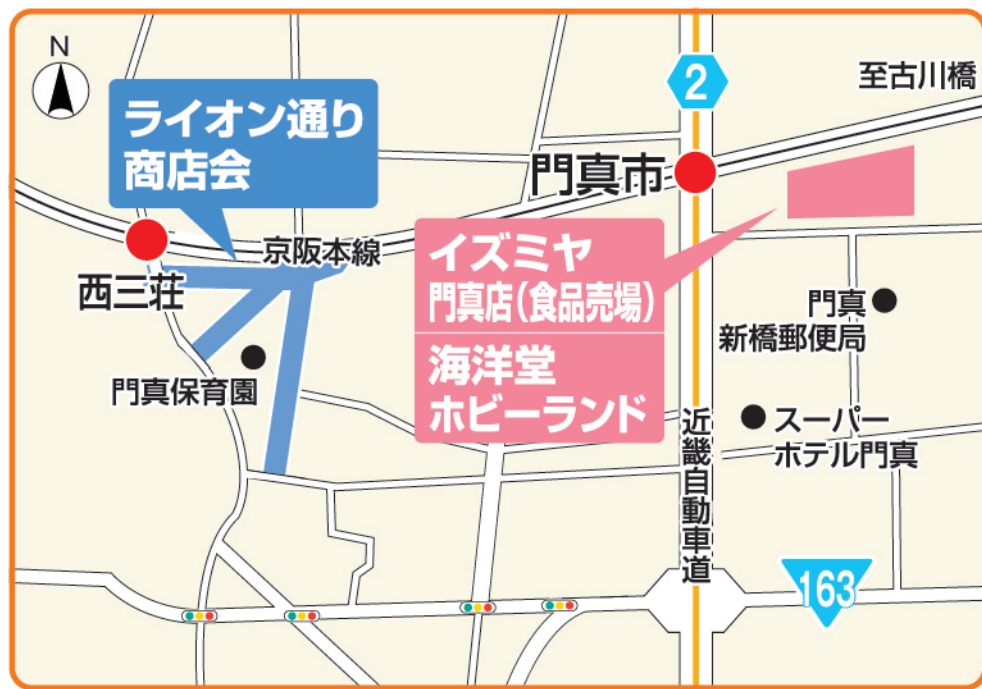 N
ライオン通り
商店会
2
至古川橋
門真市
京阪本線
西三荘
イズミヤ
門真店(食品売場)
海洋堂
ホビーランド
門真
新橋郵便局
門真保育園
スーパー
ホテル門真
近畿自動車道
163